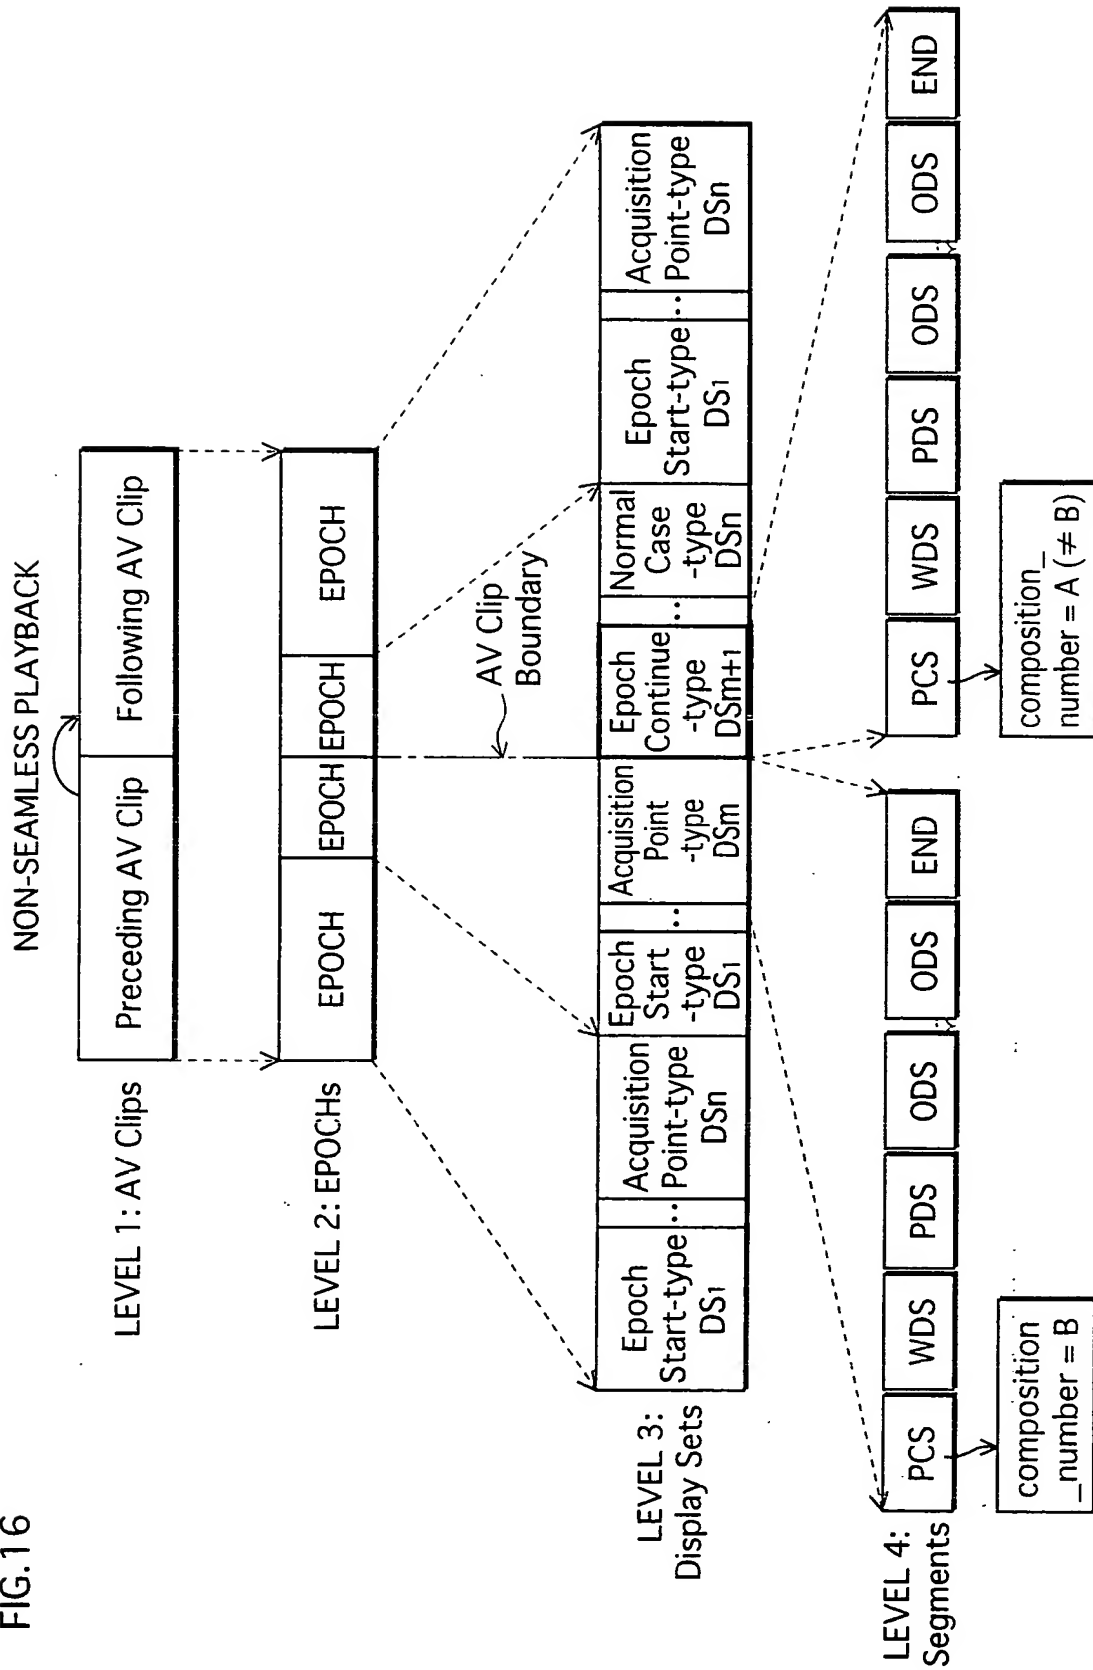 FIG.16
NON-SEAMLESS PLAYBACK
LEVEL 1: AV Clips
Preceding AV Clip
Following AV Clip
LEVEL 2: EPOCHs
EPOCH
EPOCH
EPOCH
EPOCH
AV Clip
Boundary
LEVEL 3:
Display Sets
Epoch
Start-type
DS1
...
Acquisition
Point-type
DSn
Epoch
Start
-type
DS1
...
Acquisition
Point
-type
DSm
Epoch
Continue
-type
DSm+1
...
Normal
Case
-type
DSn
Epoch
Start-type
DS1
...
Acquisition
Point-type
DSn
LEVEL 4:
Segments
PCS
WDS
PDS
ODS
ODS
END
PCS
WDS
PDS
ODS
ODS
END
composition
_number = B
composition_
number = A (≠ B)